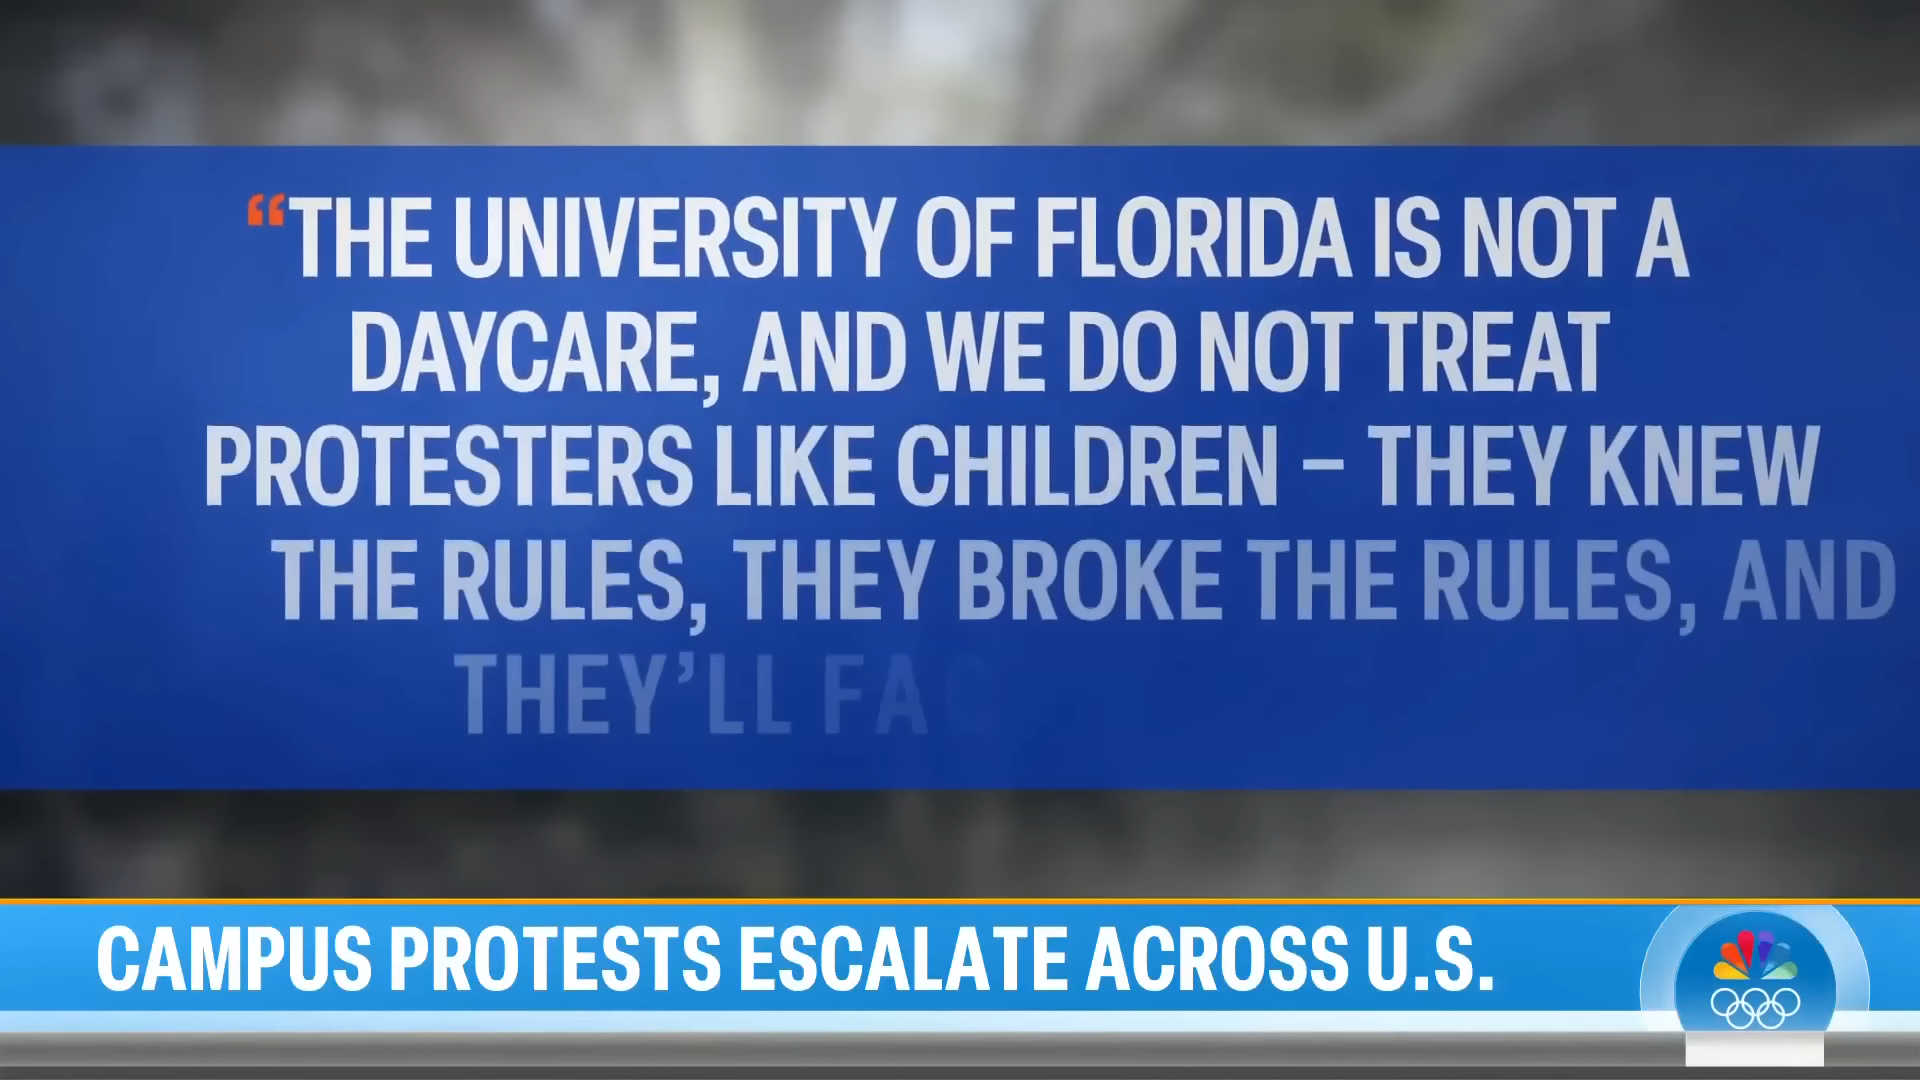 “THE UNIVERSITY OF FLORIDA IS NOT A
DAYCARE, AND WE DO NOT TREAT
PROTESTERS LIKE CHILDREN – THEY KNEW
THE RULES, THEY BROKE THE RULES, AND
THEY’LL FAC
CAMPUS PROTESTS ESCALATE ACROSS U.S.